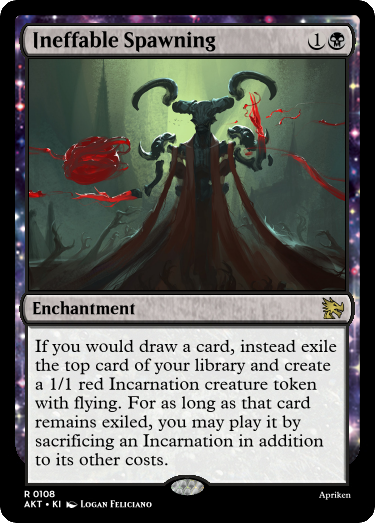 Ineffable Spawning 1
Enchantment
If you would draw a card, instead exile
the top card of your library and create
a 1/1 red Incarnation creature token
with flying. For as long as that card
remains exiled, you may play it by
sacrificing an Incarnation in addition
to its other costs.
R 0108
Apriken
AKT • KI LOGAN FELICIANO